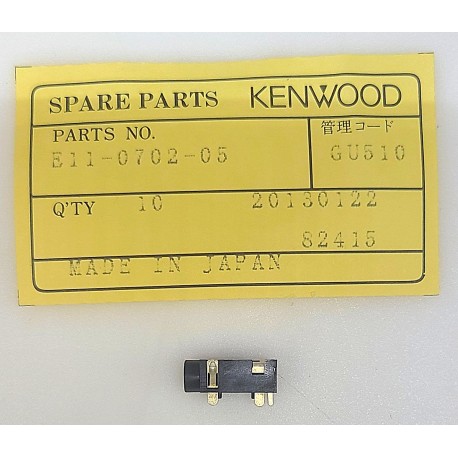 SPARE PARTS KENWOOD
PARTS NO. 管理コード
E11-0702-05 GU510
Q'TY 10 20130122
82415
MADE IN JAPAN